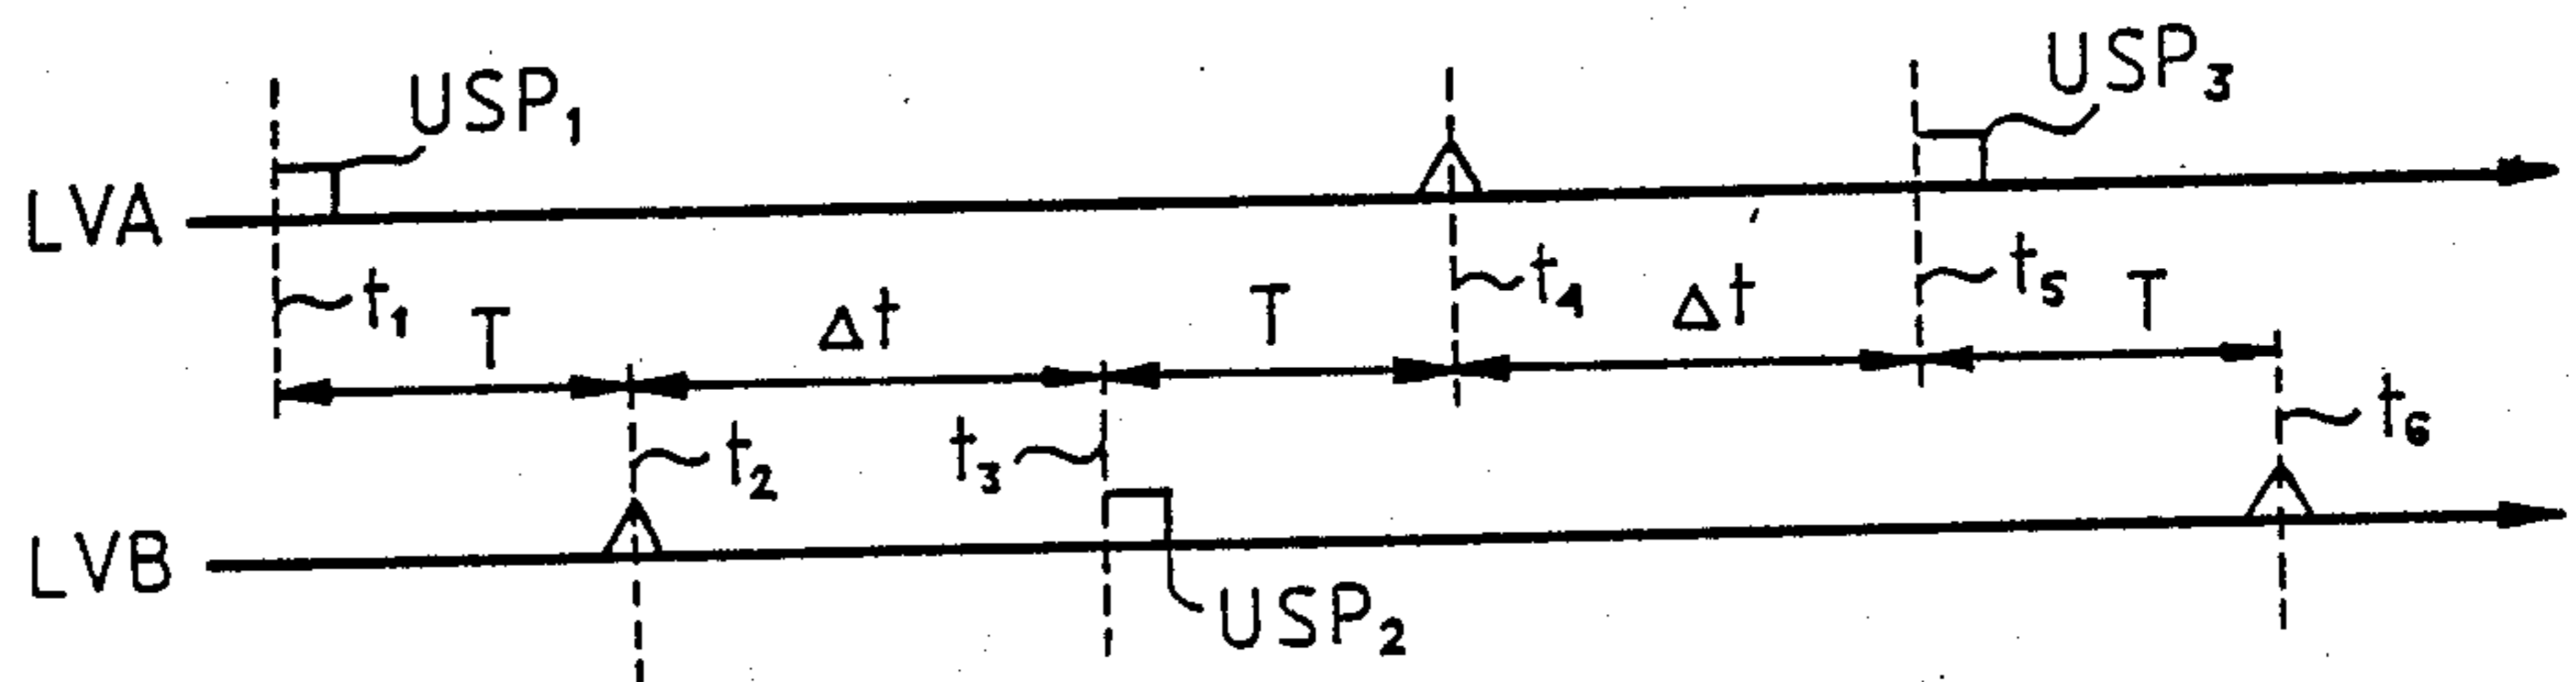 LVA
USP₁
USP₃
t₁
T
Δt
T
t₄
Δt
t₅
T
t₂
t₃
t₆
LVB
USP₂